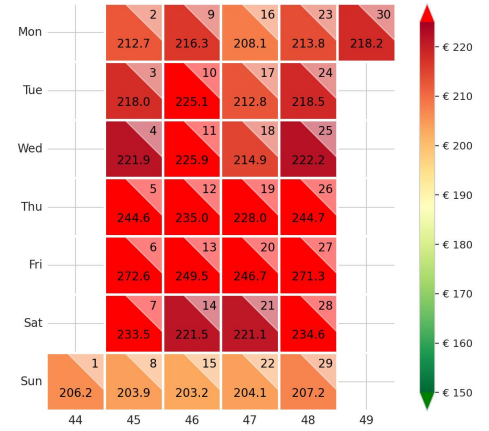 Mon 2 9 16 23 30
212.7 216.3 208.1 213.8 218.2
Tue 3 10 17 24
218.0 225.1 212.8 218.5
Wed 4 11 18 25
221.9 225.9 214.9 222.2
Thu 5 12 19 26
244.6 235.0 228.0 244.7
Fri 6 13 20 27
272.6 249.5 246.7 271.3
Sat 7 14 21 28
233.5 221.5 221.1 234.6
Sun 1 8 15 22 29
206.2 203.9 203.2 204.1 207.2
44 45 46 47 48 49
€ 220
€ 210
€ 200
€ 190
€ 180
€ 170
€ 160
€ 150